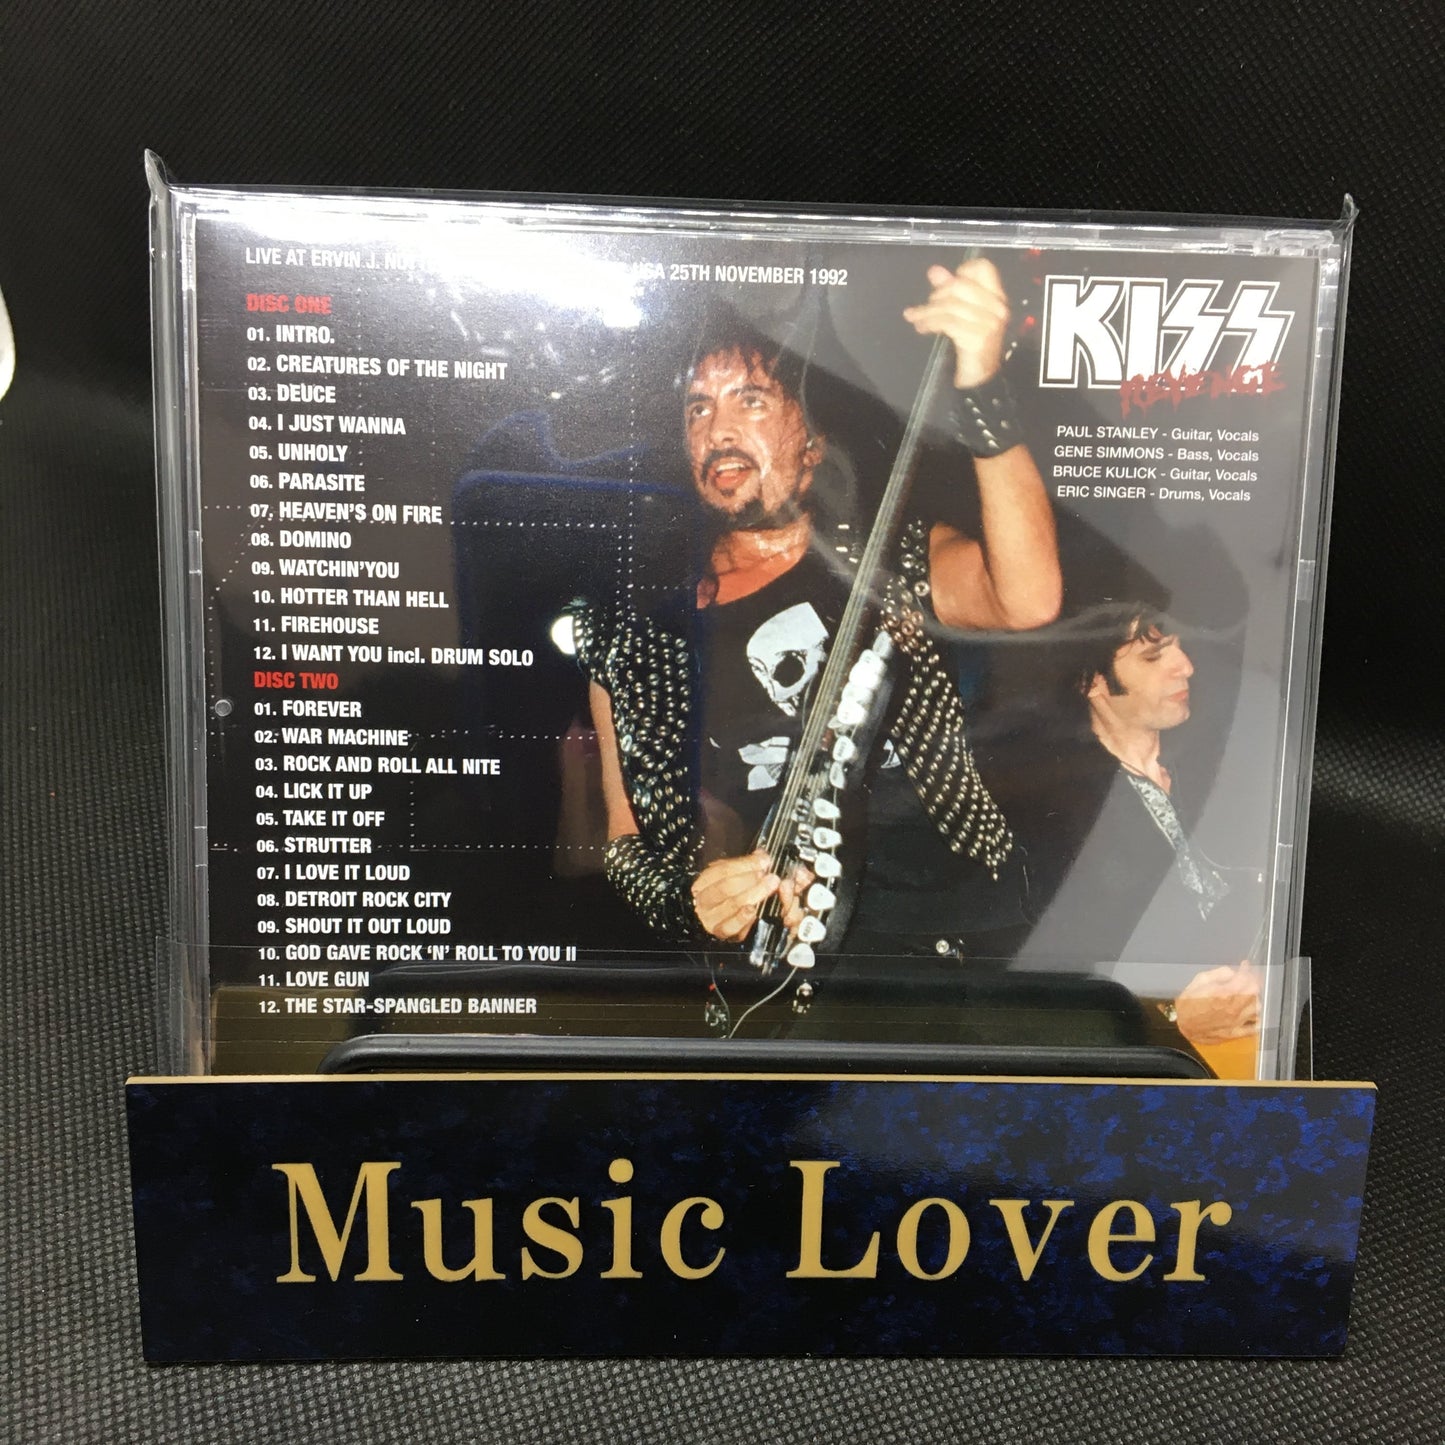 LIVE AT ERVIN J. USA 25TH NOVEMBER 1992
DISC ONE
01. INTRO.
02. CREATURES OF THE NIGHT
03. DEUCE
04. I JUST WANNA
05. UNHOLY
06. PARASITE
07. HEAVEN'S ON FIRE
08. DOMINO
09. WATCHIN'YOU
10. HOTTER THAN HELL
11. FIREHOUSE
12. I WANT YOU incl. DRUM SOLO
DISC TWO
01. FOREVER
02. WAR MACHINE
03. ROCK AND ROLL ALL NITE
04. LICK IT UP
05. TAKE IT OFF
06. STRUTTER
07. I LOVE IT LOUD
08. DETROIT ROCK CITY
09. SHOUT IT OUT LOUD
10. GOD GAVE ROCK 'N' ROLL TO YOU II
11. LOVE GUN
12. THE STAR-SPANGLED BANNER
KISS
REVENGE
PAUL STANLEY - Guitar, Vocals
GENE SIMMONS - Bass, Vocals
BRUCE KULICK - Guitar, Vocals
ERIC SINGER - Drums, Vocals
Music Lover